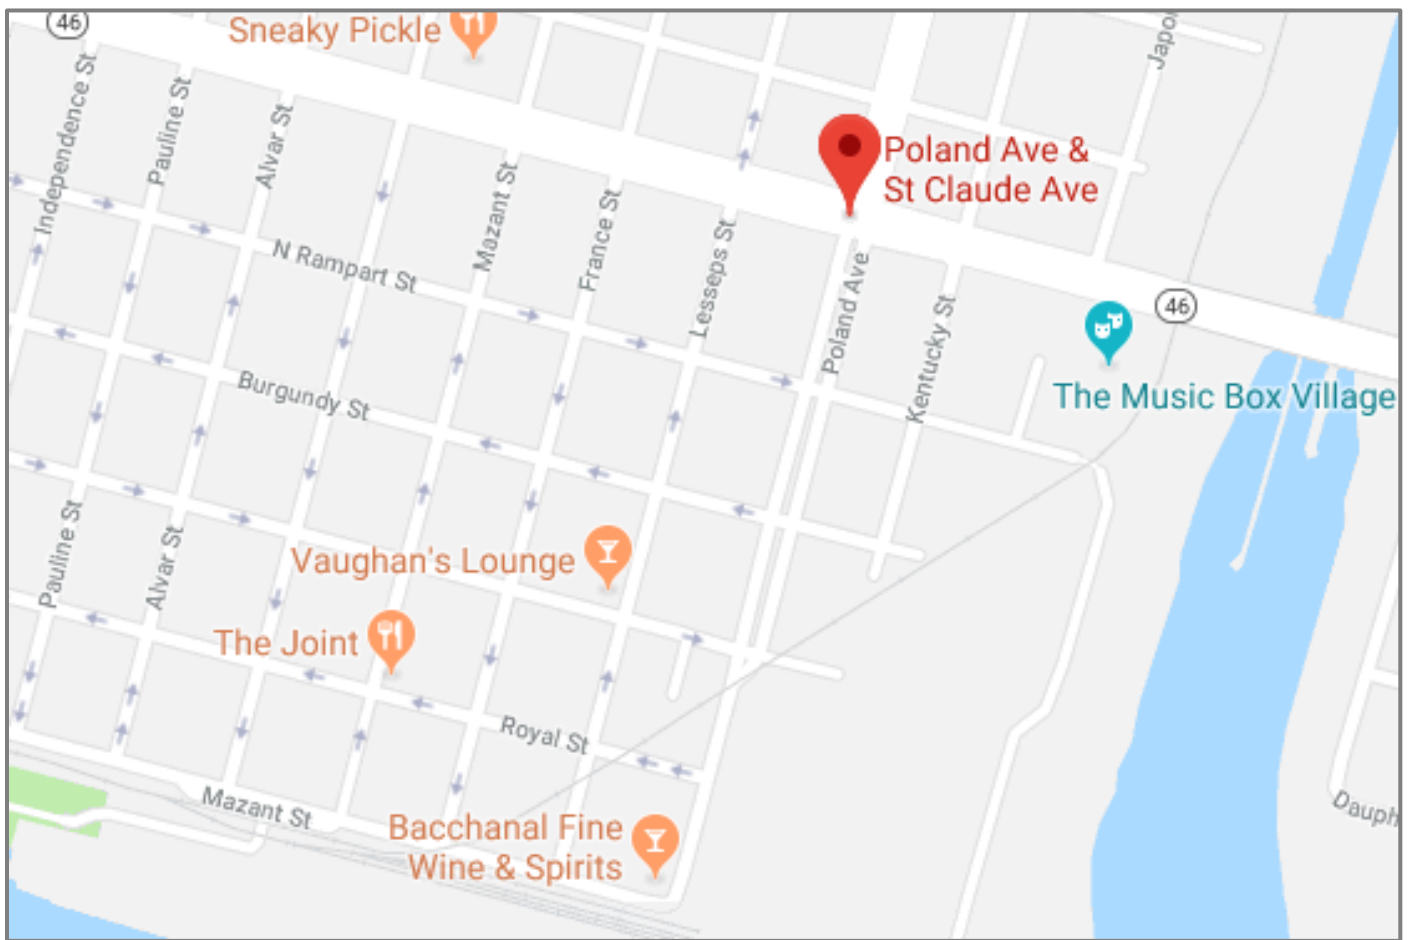 46
Sneaky Pickle
Independence St
Pauline St
Alvar St
Mazant St
France St
Lesseps St
Poland Ave &
St Claude Ave
Poland Ave
Kentucky St
N Rampart St
46
The Music Box Village
Burgundy St
Pauline St
Alvar St
Vaughan's Lounge
The Joint
Royal St
Mazant St
Bacchanal Fine
Wine & Spirits
Dauph